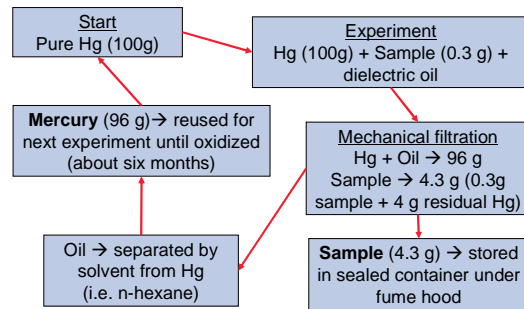 Start
Pure Hg (100g)
Experiment
Hg (100g) + Sample (0.3 g) +
dielectric oil
Mercury (96 g)→ reused for
next experiment until oxidized
(about six months)
Mechanical filtration
Hg + Oil → 96 g
Sample → 4.3 g (0.3g
sample + 4 g residual Hg)
Oil → separated by
solvent from Hg
(i.e. n-hexane)
Sample (4.3 g) → stored
in sealed container under
fume hood